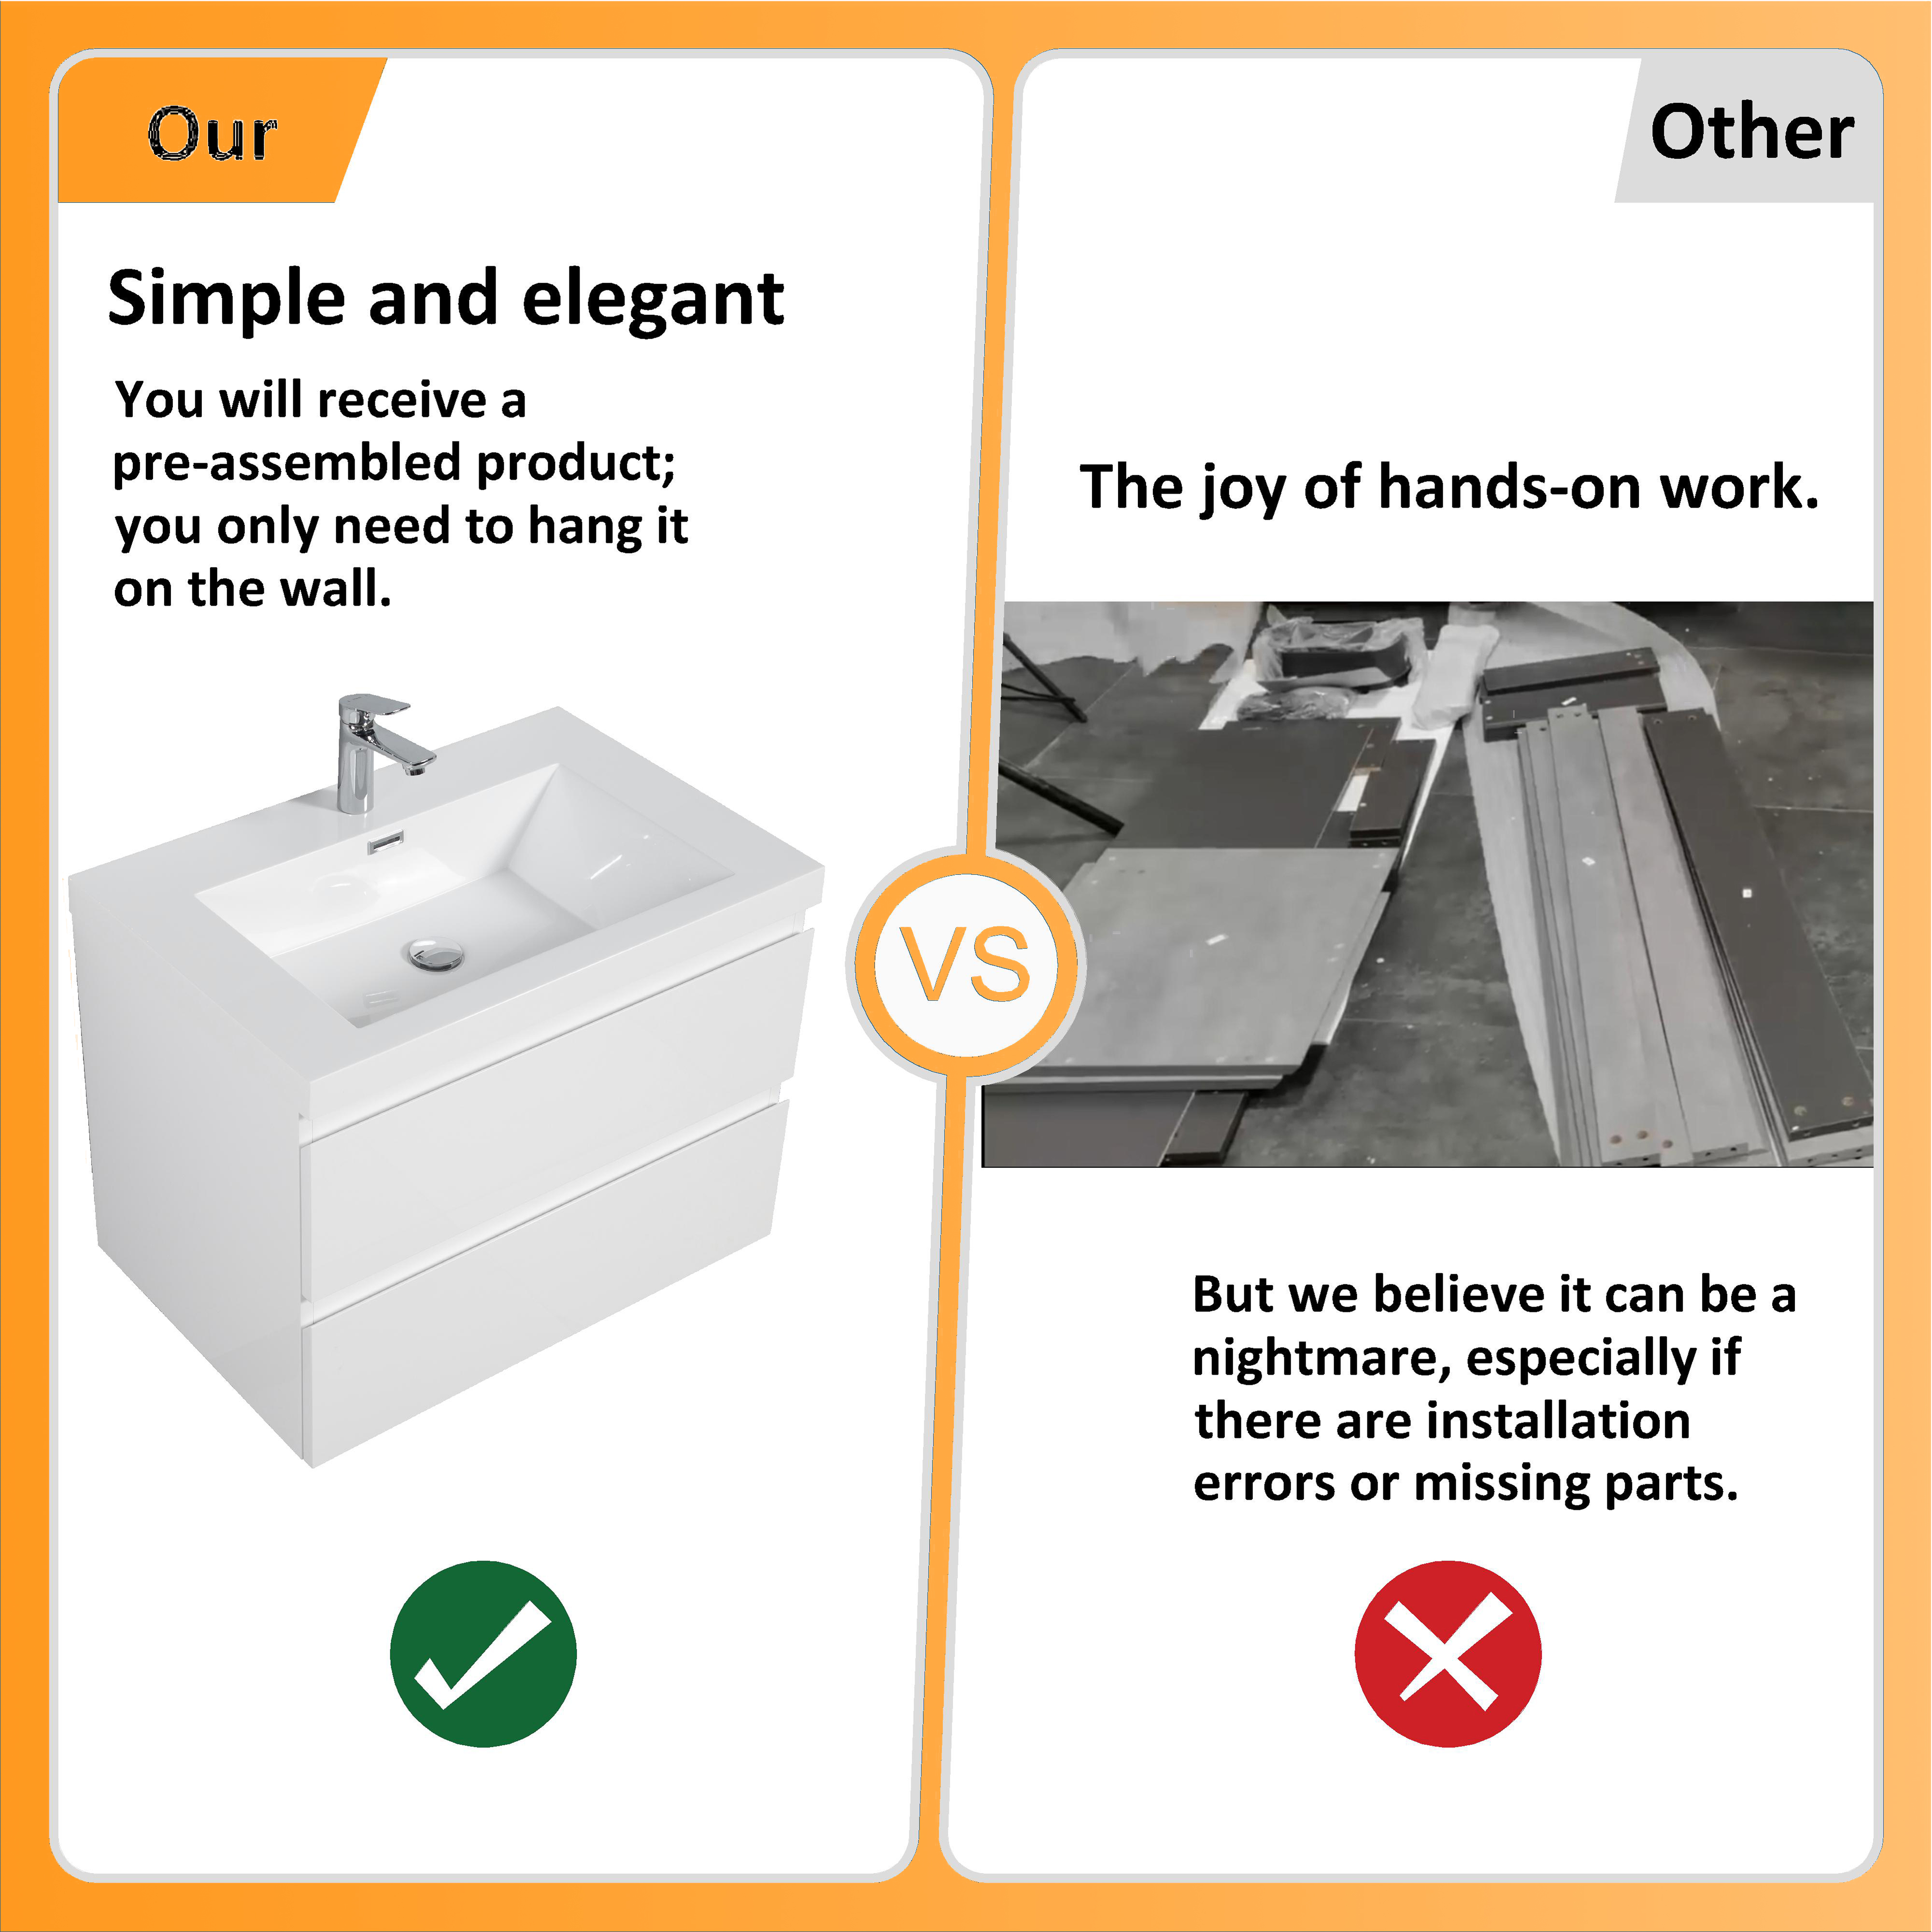 Our
Simple and elegant
You will receive a
pre-assembled product;
you only need to hang it
on the wall.
VS
Other
The joy of hands-on work.
But we believe it can be a
nightmare, especially if
there are installation
errors or missing parts.